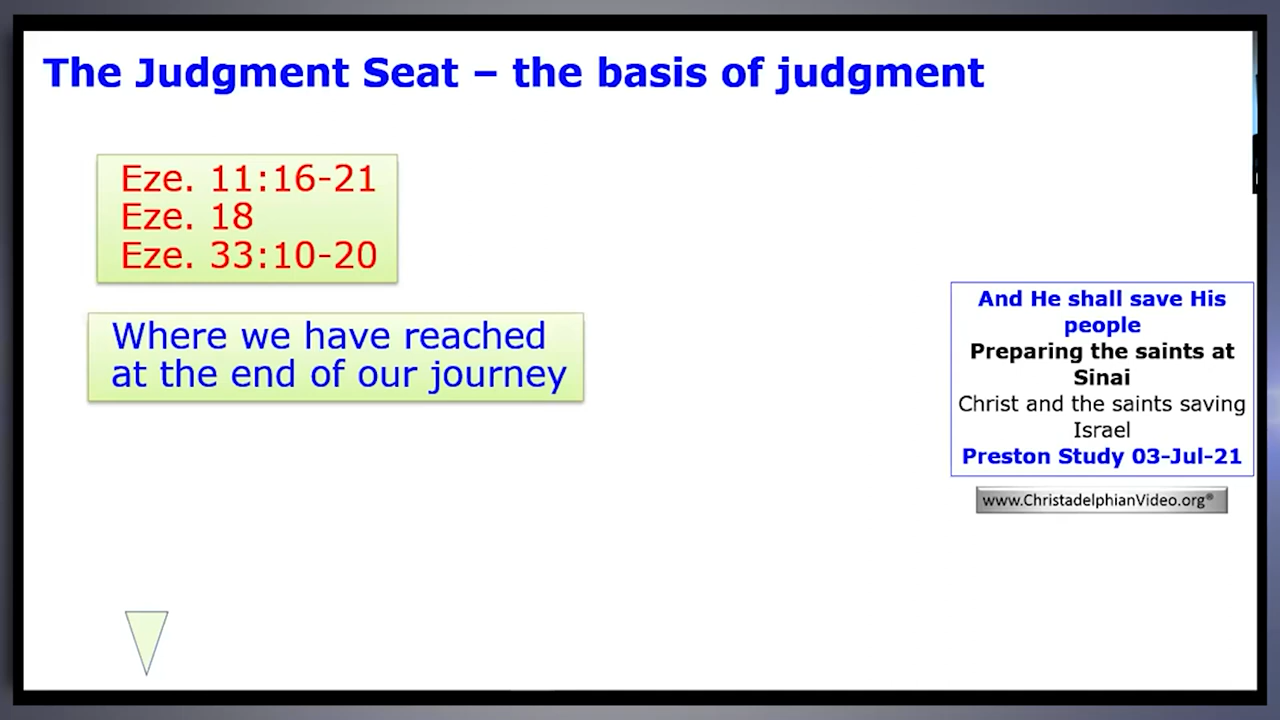 The Judgment Seat – the basis of judgment
Eze. 11:16-21
Eze. 18
Eze. 33:10-20
Where we have reached
at the end of our journey
And He shall save His
people
Preparing the saints at
Sinai
Christ and the saints saving
Israel
Preston Study 03-Jul-21
www.ChristadelphianVideo.org®